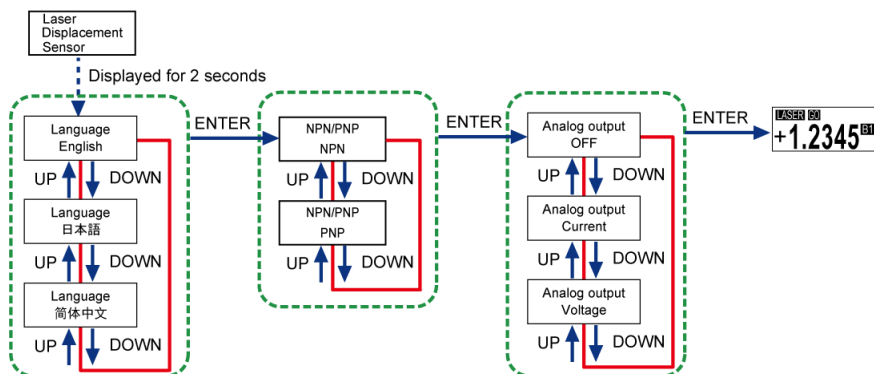 Laser
Displacement
Sensor
Displayed for 2 seconds
Language
English
UP
DOWN
Language
日本語
UP
DOWN
Language
简体中文
UP
DOWN
ENTER
NPN/PNP
NPN
UP
DOWN
NPN/PNP
PNP
UP
DOWN
ENTER
Analog output
OFF
UP
DOWN
Analog output
Current
UP
DOWN
Analog output
Voltage
UP
DOWN
ENTER
LASER GO
+1.2345 B1